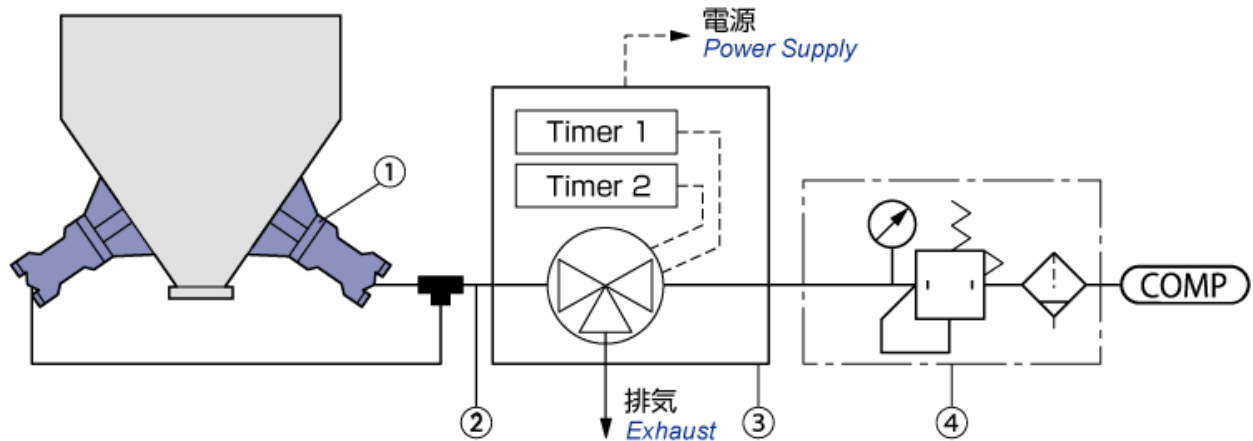 電源
Power Supply
Timer 1
Timer 2
①
COMP
排気
Exhaust
②
③
④